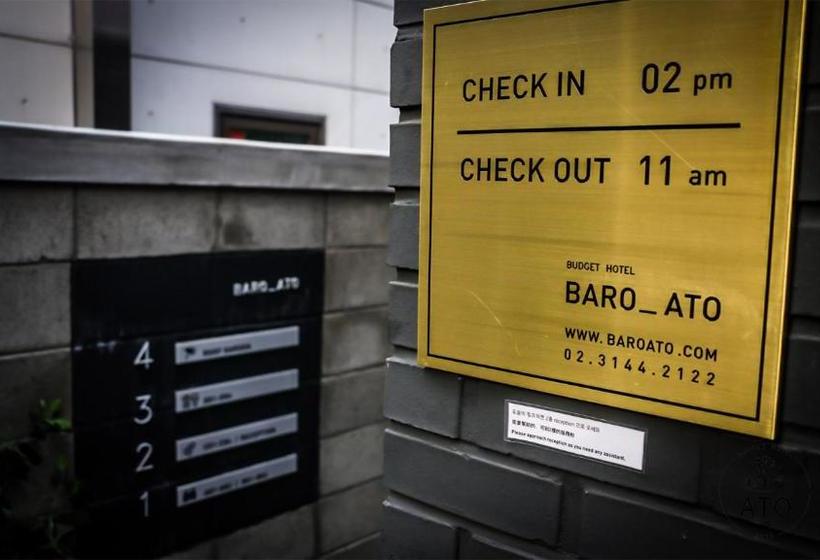 CHECK IN 02 pm
CHECK OUT 11 am
BUDGET HOTEL
BARO_ATO
WWW.BAROATO.COM
02.3144.2122
reception
Please approach reception as you need any assistant.
BARO_ATO
4
3
2
1
ATO